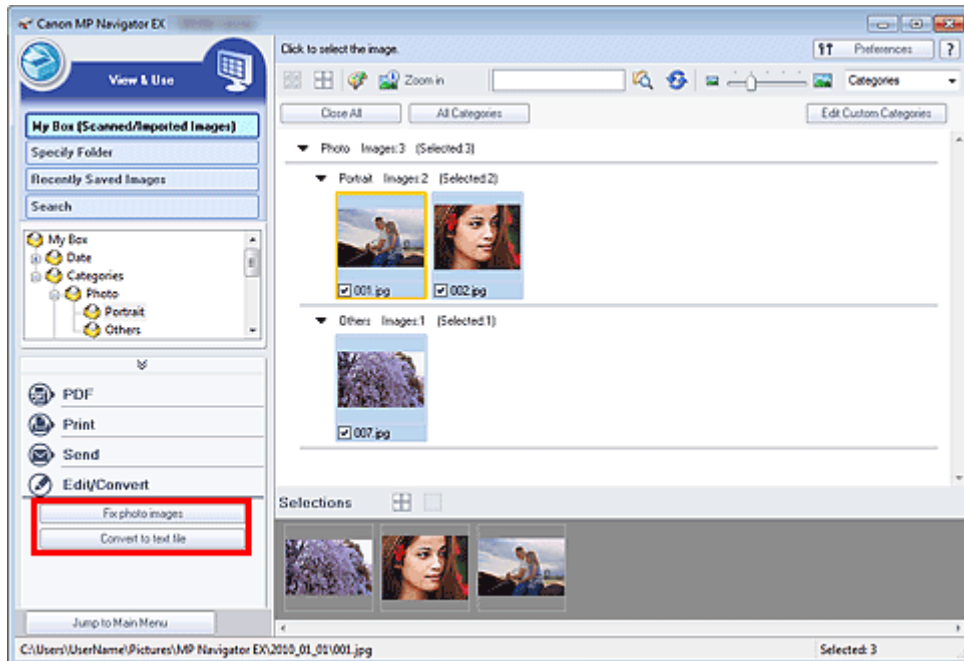 Canon MP Navigator EX
Click to select the image.
Preferences
?
View & Use
Zoom in
Categories
Close All
All Categories
Edit Custom Categories
My Box (Scanned/Imported Images)
Specify Folder
Recently Saved Images
Search
My Box
Date
Categories
Photo
Portrait
Others
Photo Images:3 (Selected:3)
Portrait Images:2 (Selected:2)
001.jpg
002.jpg
Others Images:1 (Selected:1)
007.jpg
PDF
Print
Send
Edit/Convert
Fix photo images
Convert to text file
Jump to Main Menu
Selections
C:\Users\UserName\Pictures\MP Navigator EX\2010_01_01\001.jpg
Selected: 3